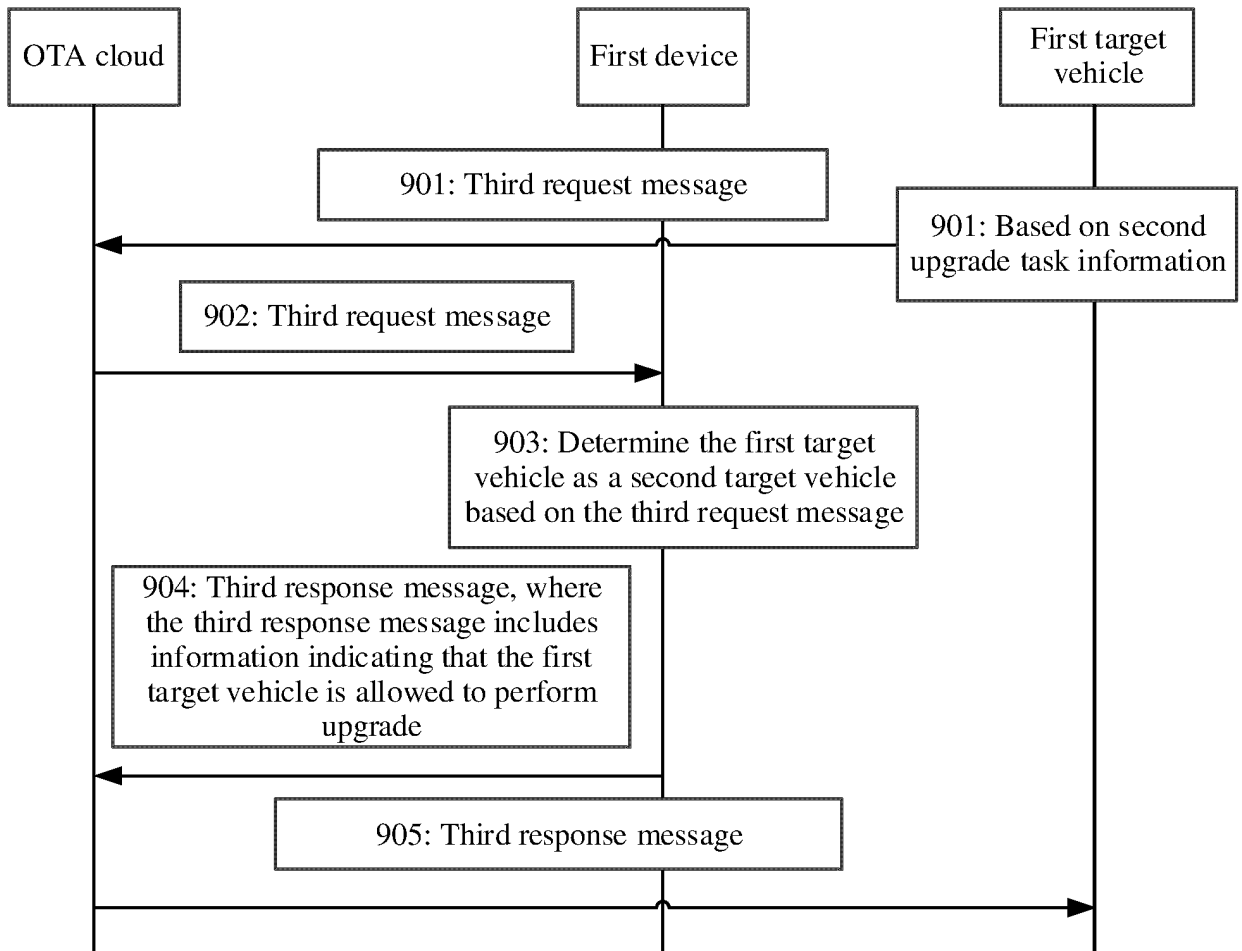 OTA cloud
First device
First target
vehicle
901: Third request message
901: Based on second
upgrade task information
902: Third request message
903: Determine the first target
vehicle as a second target vehicle
based on the third request message
904: Third response message, where
the third response message includes
information indicating that the first
target vehicle is allowed to perform
upgrade
905: Third response message